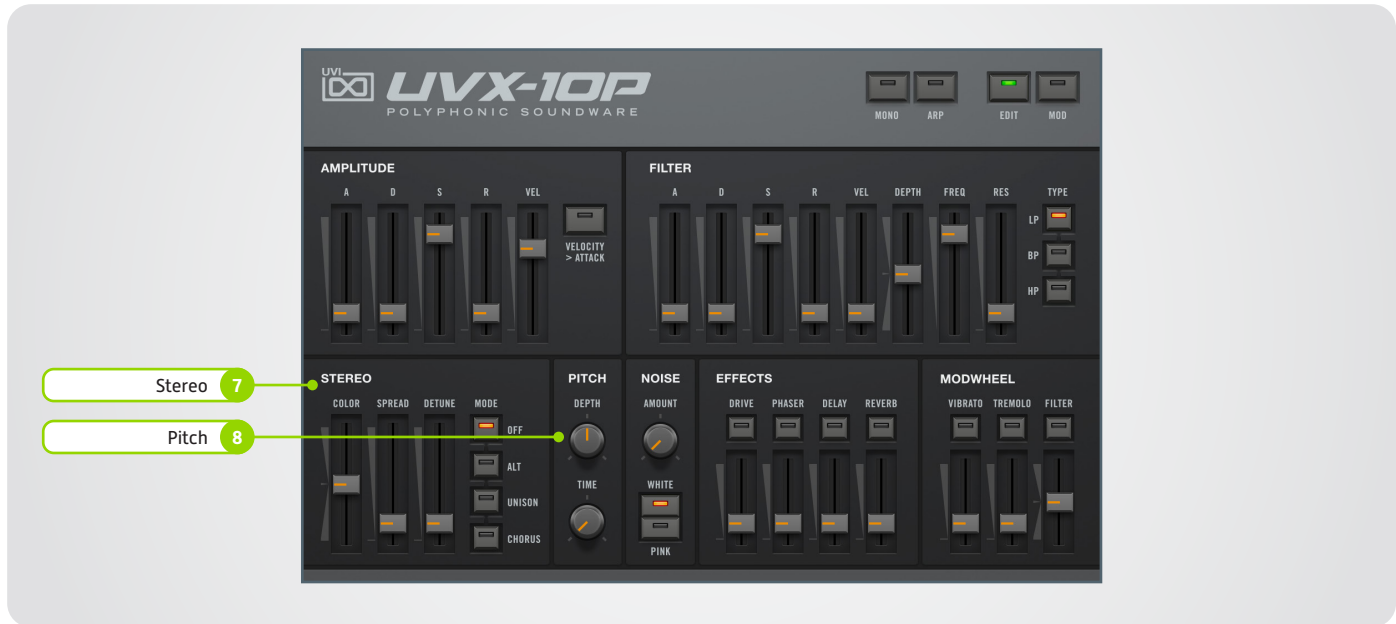 UVI
UVX-10P
POLYPHONIC SOUNDWARE
MONO ARP EDIT MOD
AMPLITUDE
A D S R VEL
VELOCITY
> ATTACK
FILTER
A D S R VEL DEPTH FREQ RES TYPE
LP
BP
HP
Stereo 7
Pitch 8
STEREO
COLOR SPREAD DETUNE MODE
OFF
ALT
UNISON
CHORUS
PITCH
DEPTH
TIME
NOISE
AMOUNT
WHITE
PINK
EFFECTS
DRIVE PHASER DELAY REVERB
MODWHEEL
VIBRATO TREMOLO FILTER